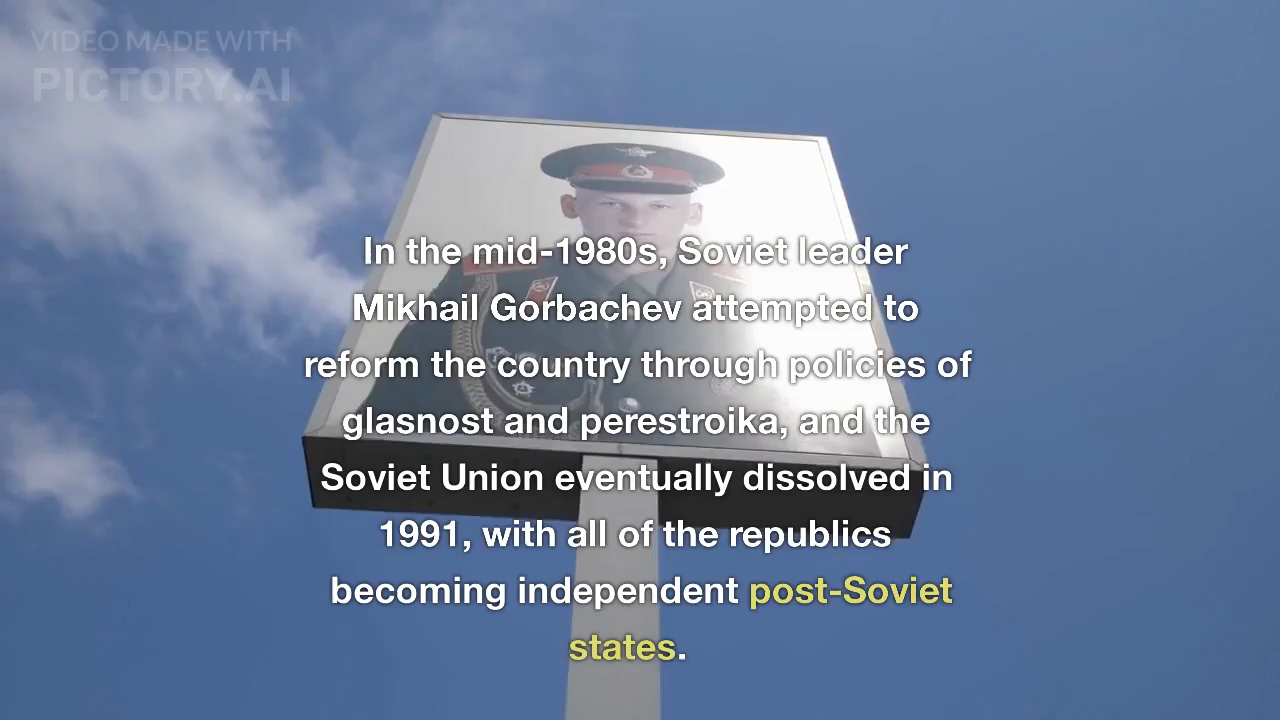 VIDEO MADE WITH
PICTORY.AI
In the mid-1980s, Soviet leader
Mikhail Gorbachev attempted to
reform the country through policies of
glasnost and perestroika, and the
Soviet Union eventually dissolved in
1991, with all of the republics
becoming independent post-Soviet
states.